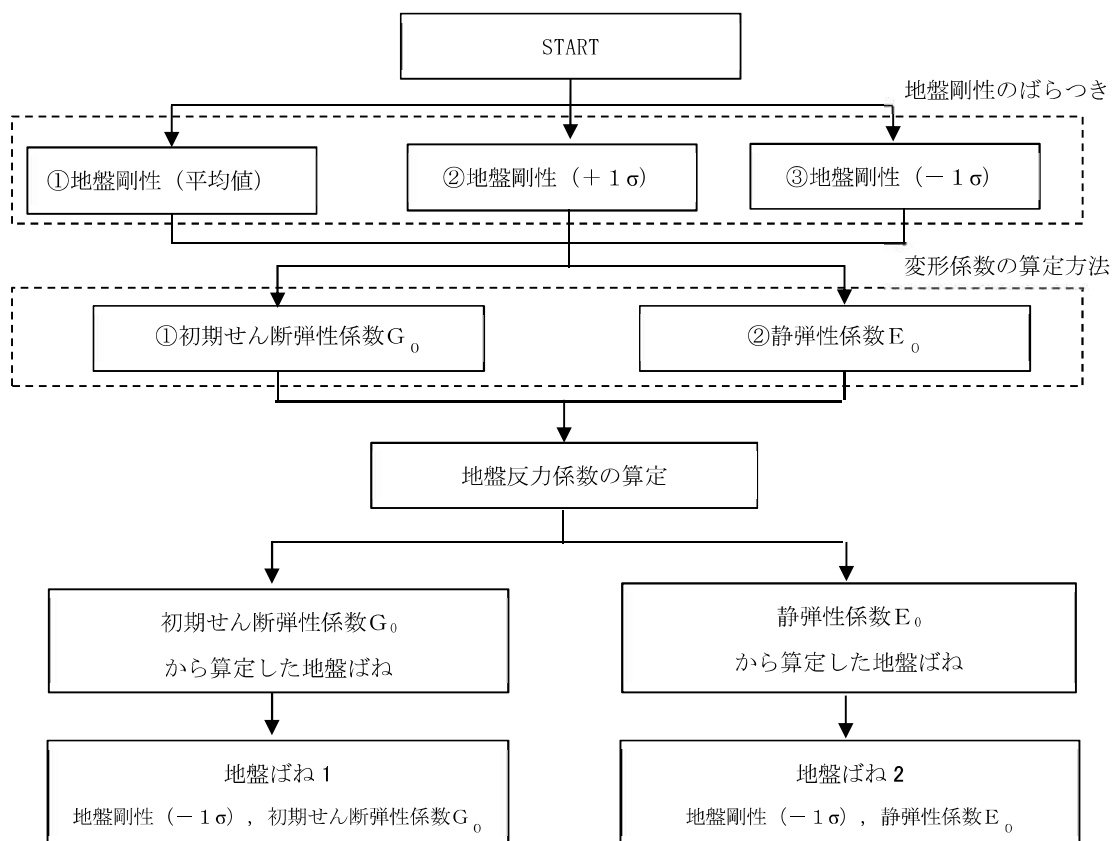 START
地盤剛性のばらつき
①地盤剛性（平均値）
②地盤剛性（＋１σ）
③地盤剛性（－１σ）
変形係数の算定方法
①初期せん断弾性係数Ｇ０
②静弾性係数Ｅ０
地盤反力係数の算定
初期せん断弾性係数Ｇ０
から算定した地盤ばね
静弾性係数Ｅ０
から算定した地盤ばね
地盤ばね 1
地盤剛性（－１σ），初期せん断弾性係数Ｇ０
地盤ばね 2
地盤剛性（－１σ），静弾性係数Ｅ０